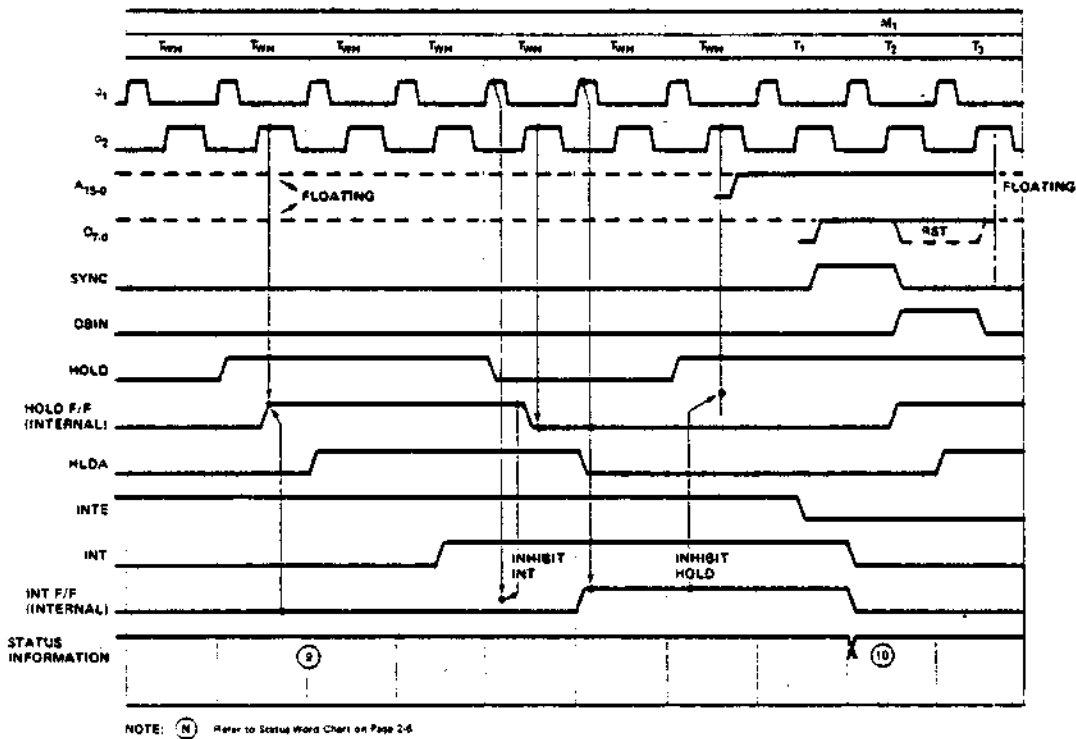 M1
TWH TWH TWH TWH TWH TWH TWH T1 T2 T3
ø1
ø2
A15-0
FLOATING
FLOATING
D7-0
RST
SYNC
DBIN
HOLD
HOLD F/F
(INTERNAL)
HLDA
INTE
INT
INHIBIT
INT
INHIBIT
HOLD
INT F/F
(INTERNAL)
STATUS
INFORMATION
9
10
NOTE: N Refer to Status Word Chart on Page 2-6